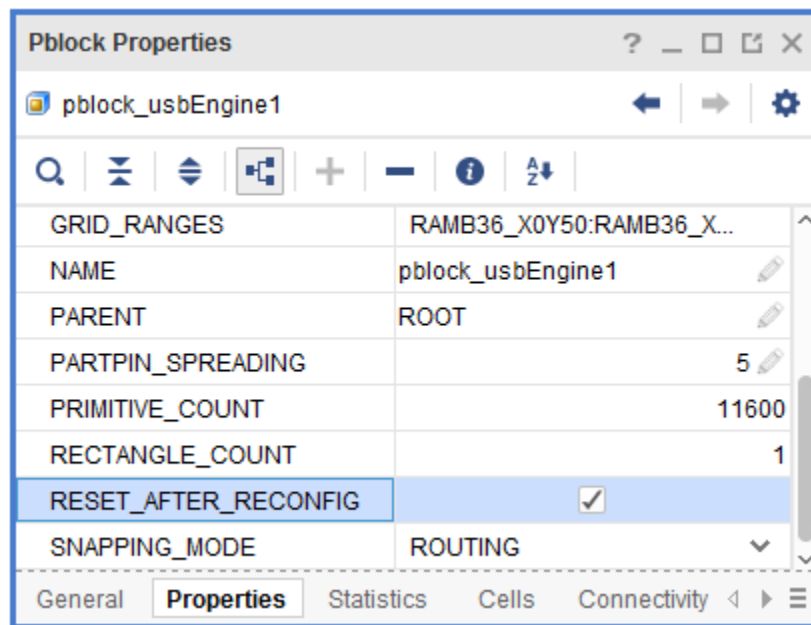 Pblock Properties
pblock_usbEngine1
GRID_RANGES RAMB36_X0Y50:RAMB36_X...
NAME pblock_usbEngine1
PARENT ROOT
PARTPIN_SPREADING 5
PRIMITIVE_COUNT 11600
RECTANGLE_COUNT 1
RESET_AFTER_RECONFIG
SNAPPING_MODE ROUTING
General Properties Statistics Cells Connectivity